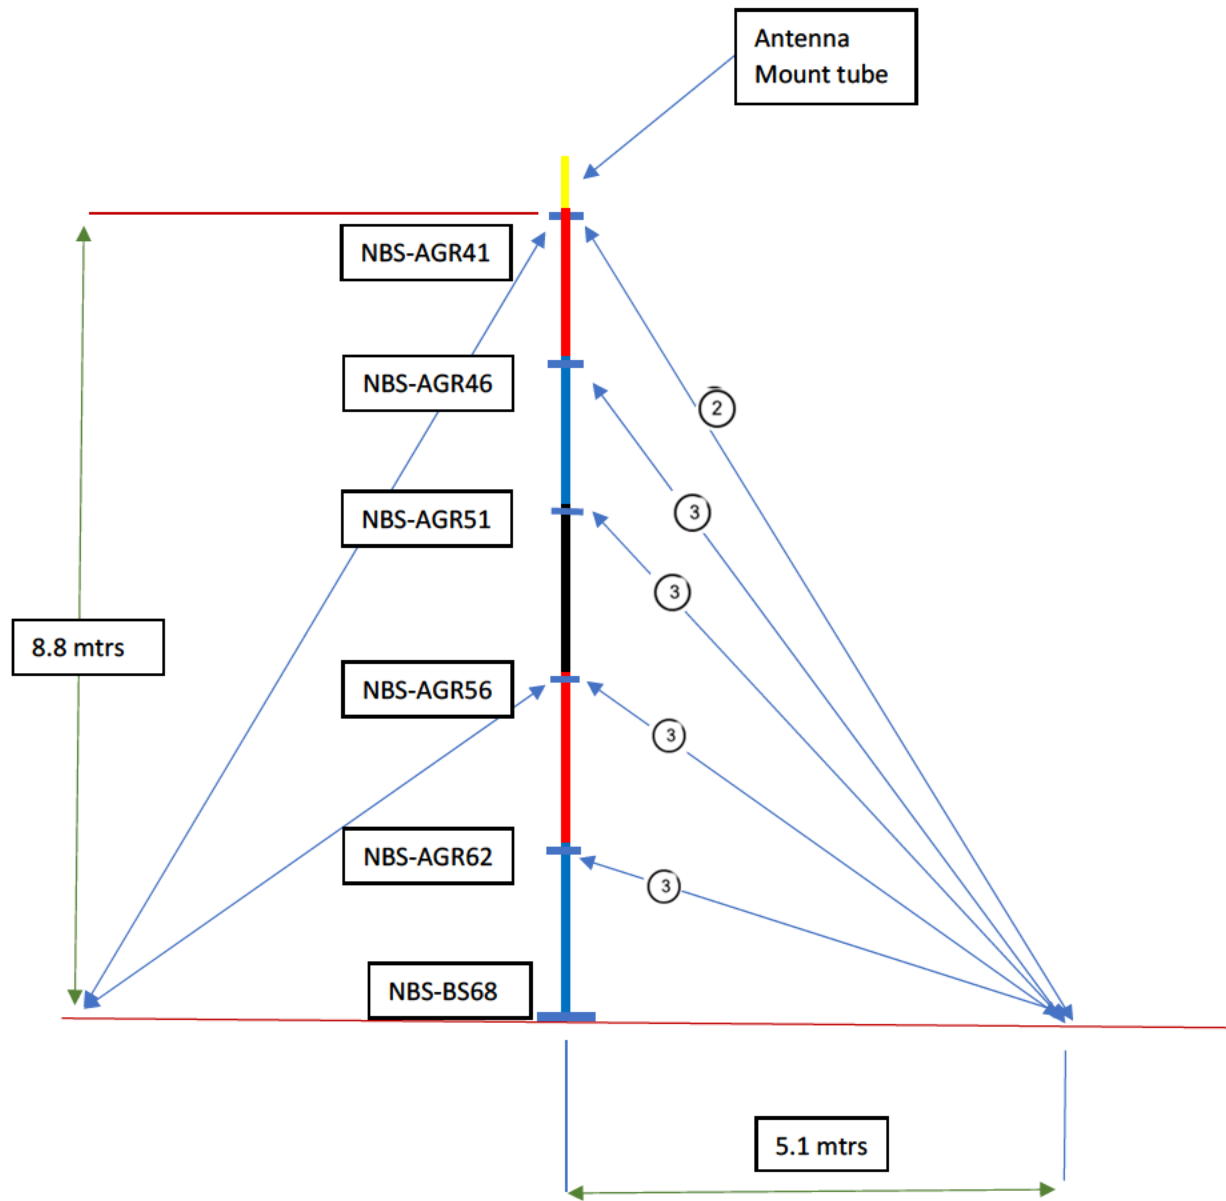 Antenna
Mount tube
NBS-AGR41
NBS-AGR46
2
NBS-AGR51
3
3
8.8 mtrs
NBS-AGR56
3
NBS-AGR62
3
NBS-BS68
5.1 mtrs